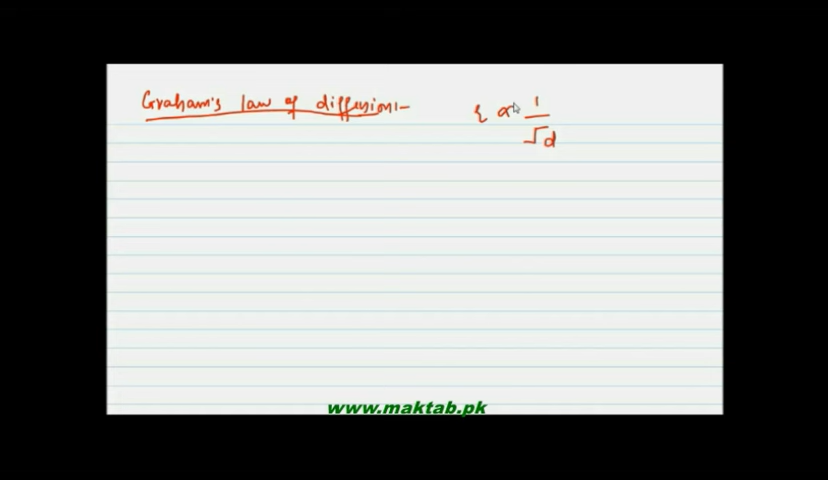 Graham's law of diffusion:-
r ∝ 1/√d
www.maktab.pk